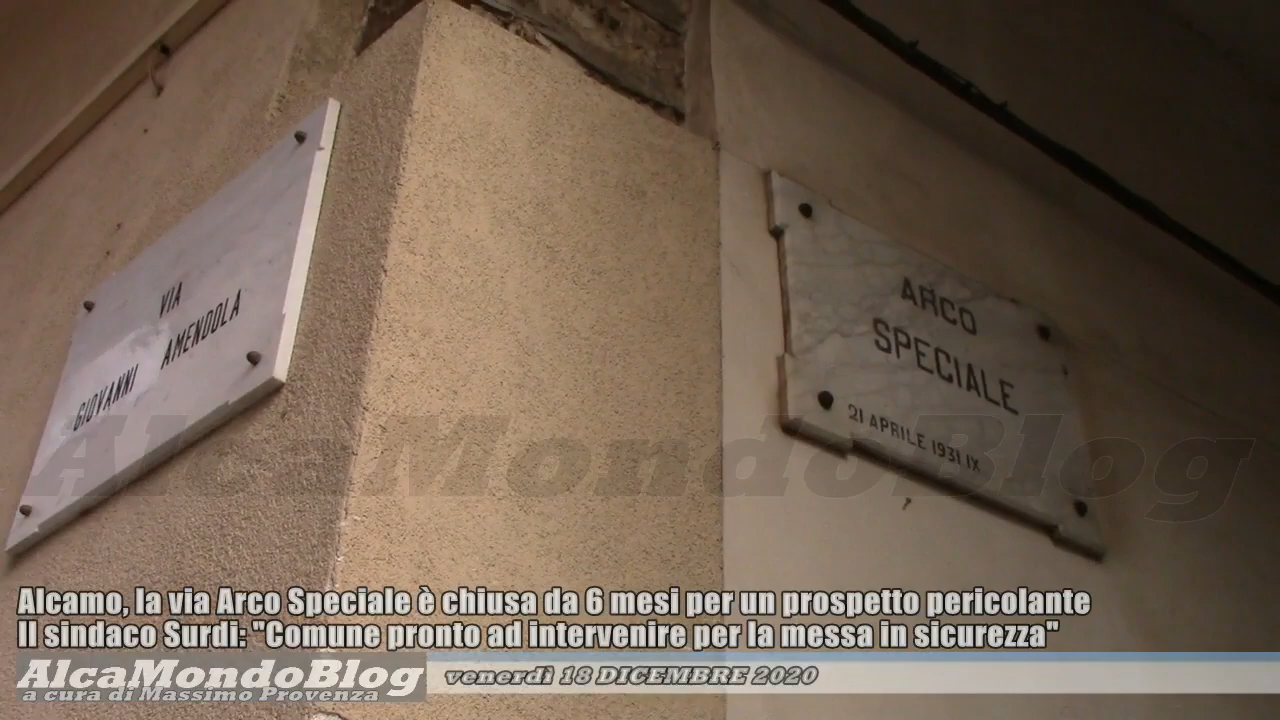 VIA
GIOVANNI AMENDOLA
ARCO
SPECIALE
21 APRILE 1931 IX
AlcaMondoBlog
Alcamo, la via Arco Speciale è chiusa da 6 mesi per un prospetto pericolante
Il sindaco Surdi: "Comune pronto ad intervenire per la messa in sicurezza"
AlcaMondoBlog
a cura di Massimo Provenza
venerdì 18 DICEMBRE 2020